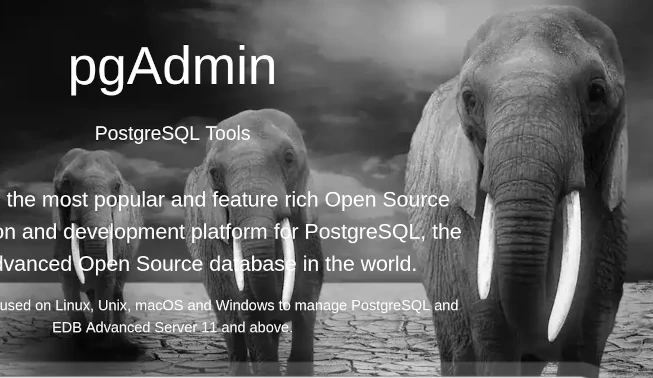 pgAdmin
PostgreSQL Tools
the most popular and feature rich Open Source
and development platform for PostgreSQL, the
Open Source database in the world.
used on Linux, Unix, macOS and Windows to manage PostgreSQL and
EDB Advanced Server 11 and above.